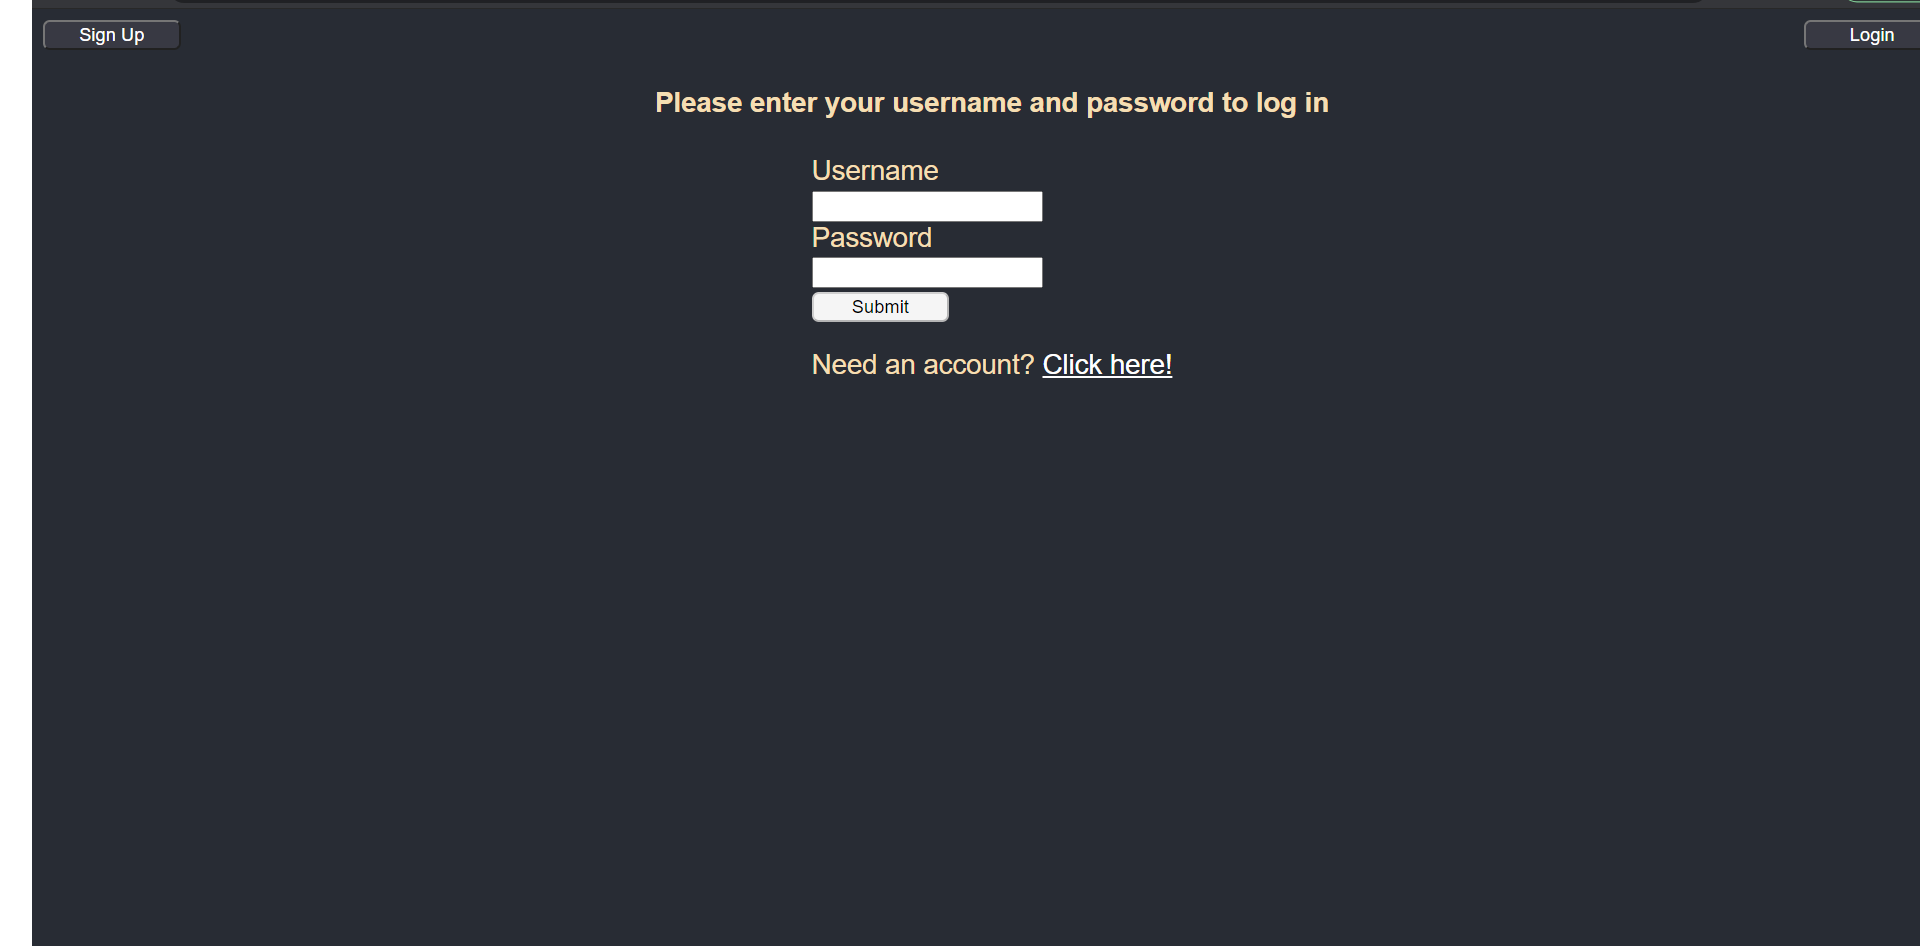 Sign Up
Login
Please enter your username and password to log in
Username
Password
Submit
Need an account? Click here!